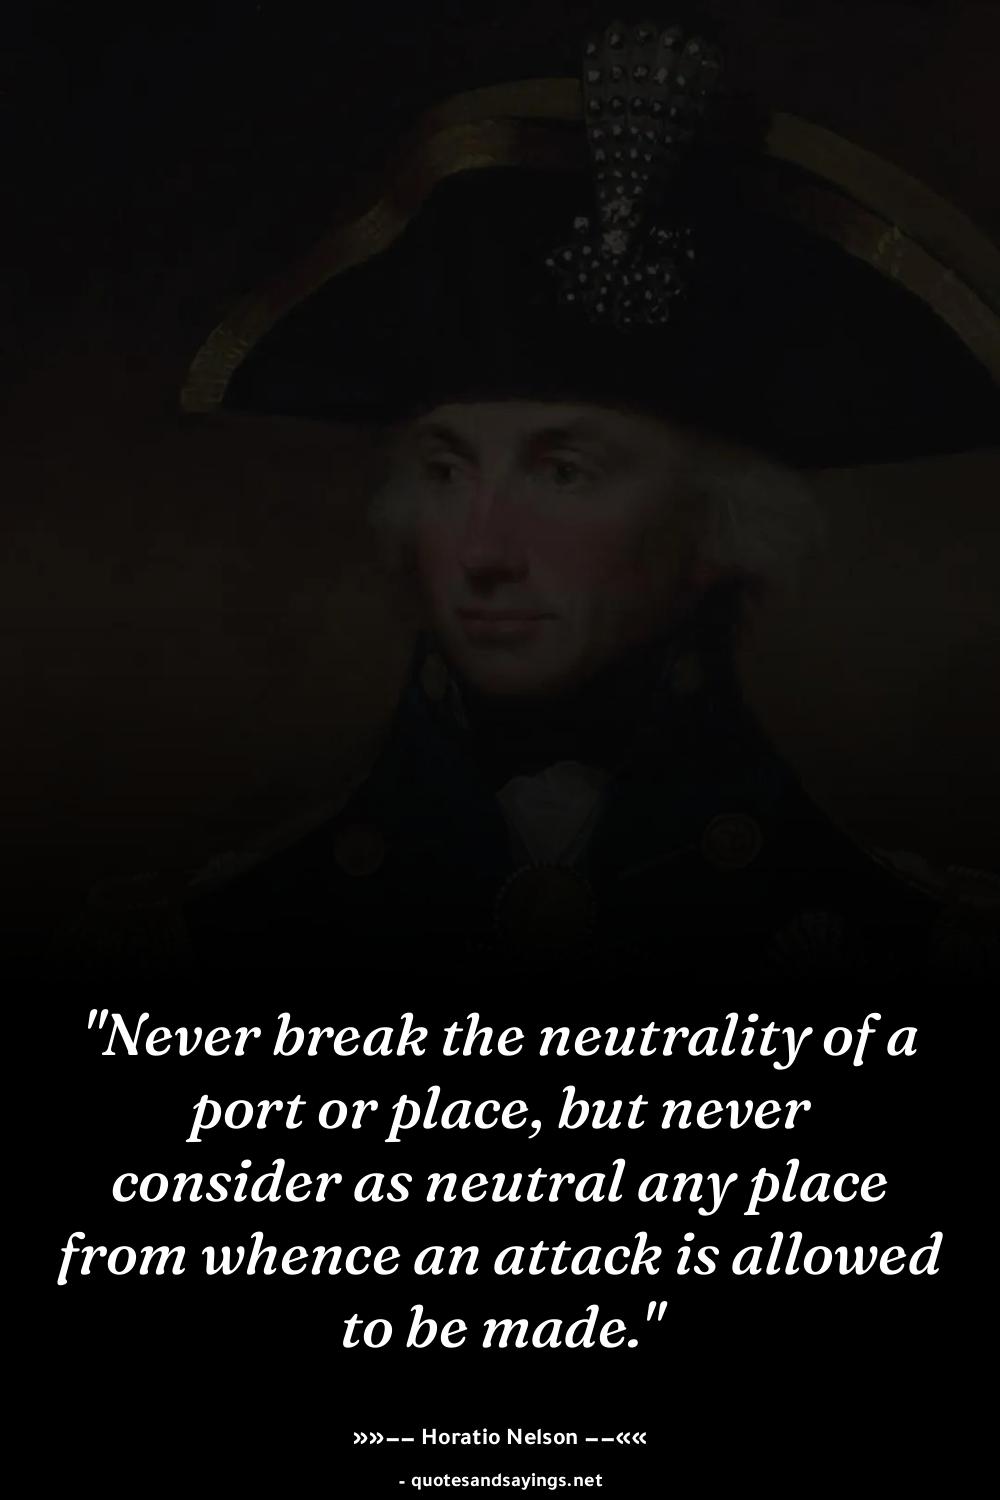 "Never break the neutrality of a
port or place, but never
consider as neutral any place
from whence an attack is allowed
to be made."
»»–– Horatio Nelson ––««
- quotesandsayings.net